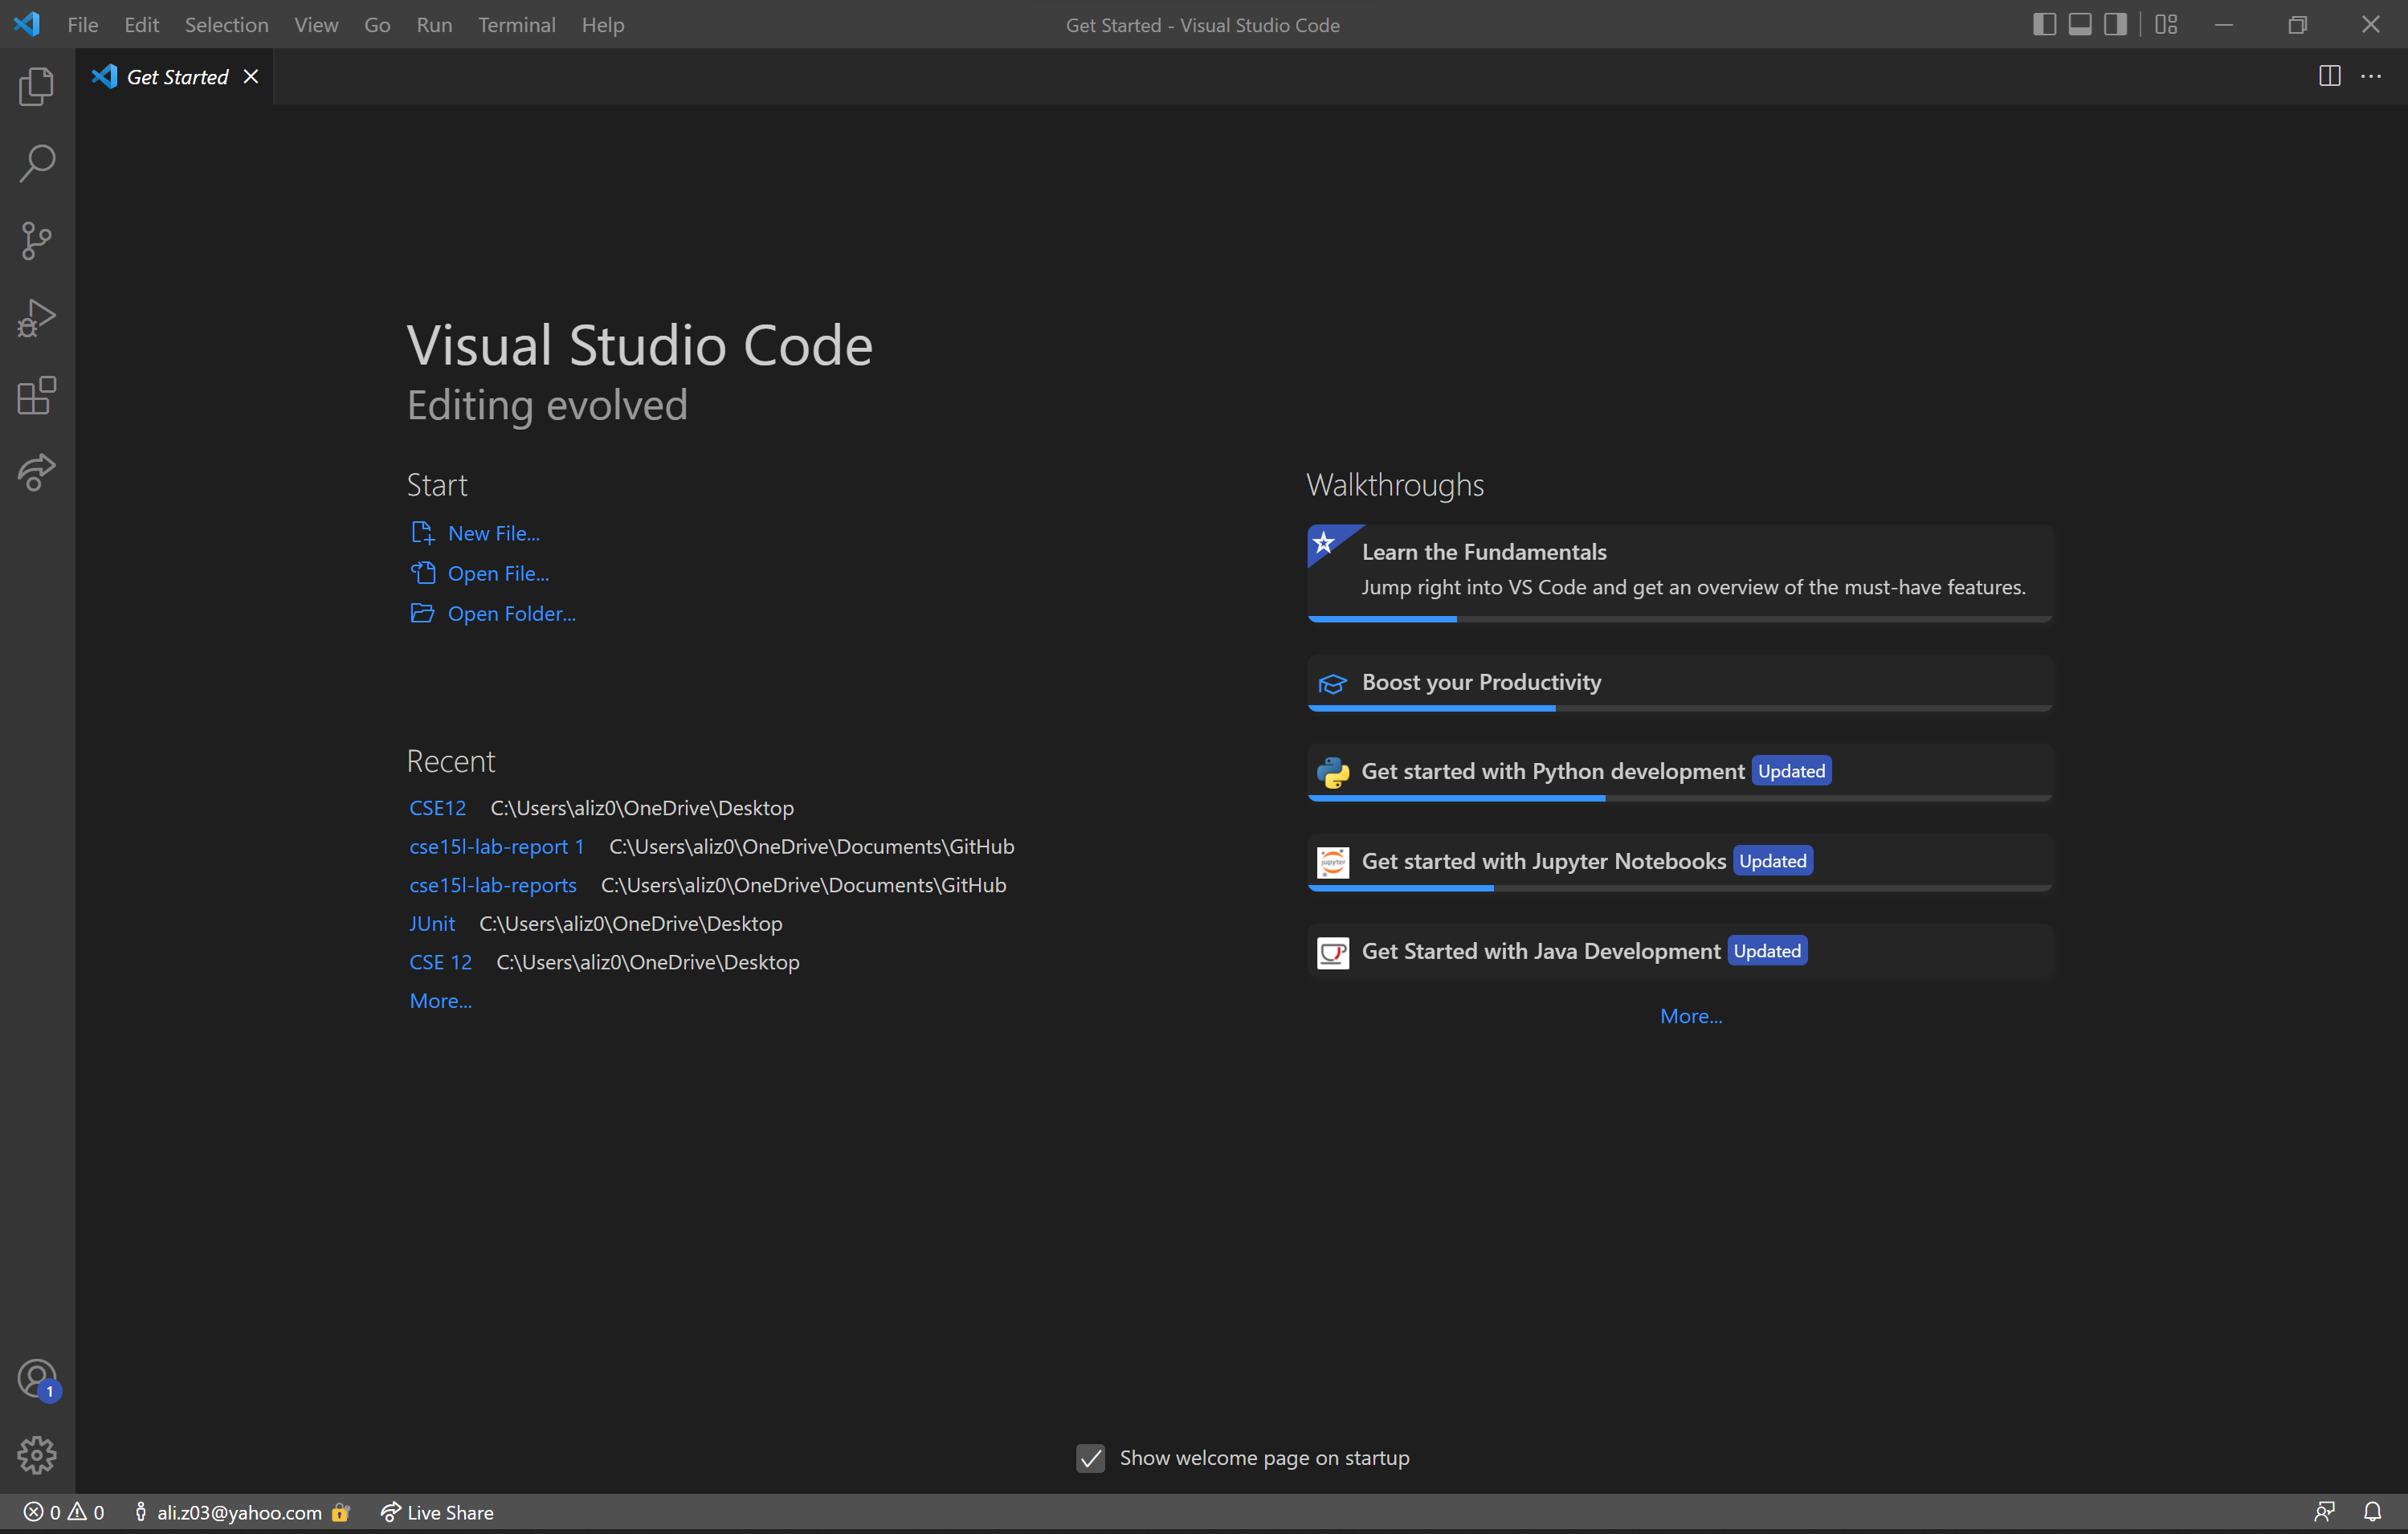 File Edit Selection View Go Run Terminal Help
Get Started - Visual Studio Code
Get Started
Visual Studio Code
Editing evolved
Start
New File...
Open File...
Open Folder...
Recent
CSE12 C:\Users\aliz0\OneDrive\Desktop
cse15l-lab-report 1 C:\Users\aliz0\OneDrive\Documents\GitHub
cse15l-lab-reports C:\Users\aliz0\OneDrive\Documents\GitHub
JUnit C:\Users\aliz0\OneDrive\Desktop
CSE 12 C:\Users\aliz0\OneDrive\Desktop
More...
Walkthroughs
Learn the Fundamentals
Jump right into VS Code and get an overview of the must-have features.
Boost your Productivity
Get started with Python development Updated
jupyter
Get started with Jupyter Notebooks Updated
Get Started with Java Development Updated
More...
1
Show welcome page on startup
0 0 ali.z03@yahoo.com Live Share